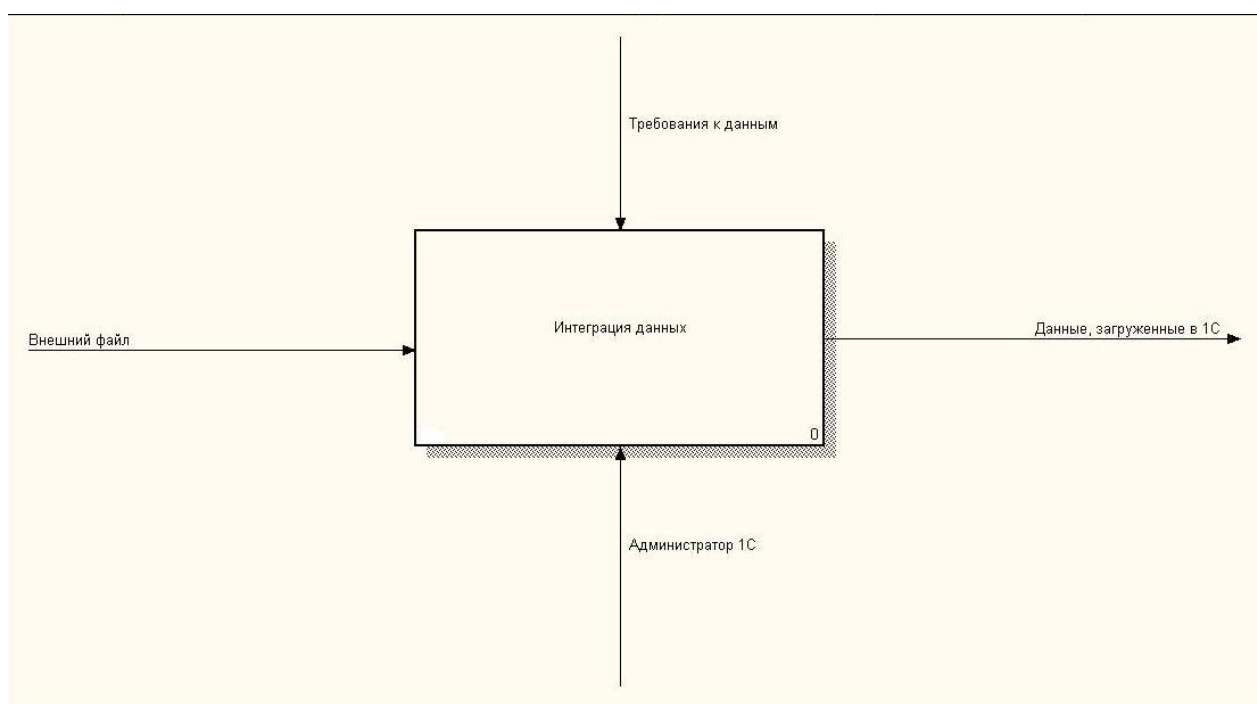 Требования к данным
Интеграция данных
Внешний файл
Данные, загруженные в 1С
0
Администратор 1С